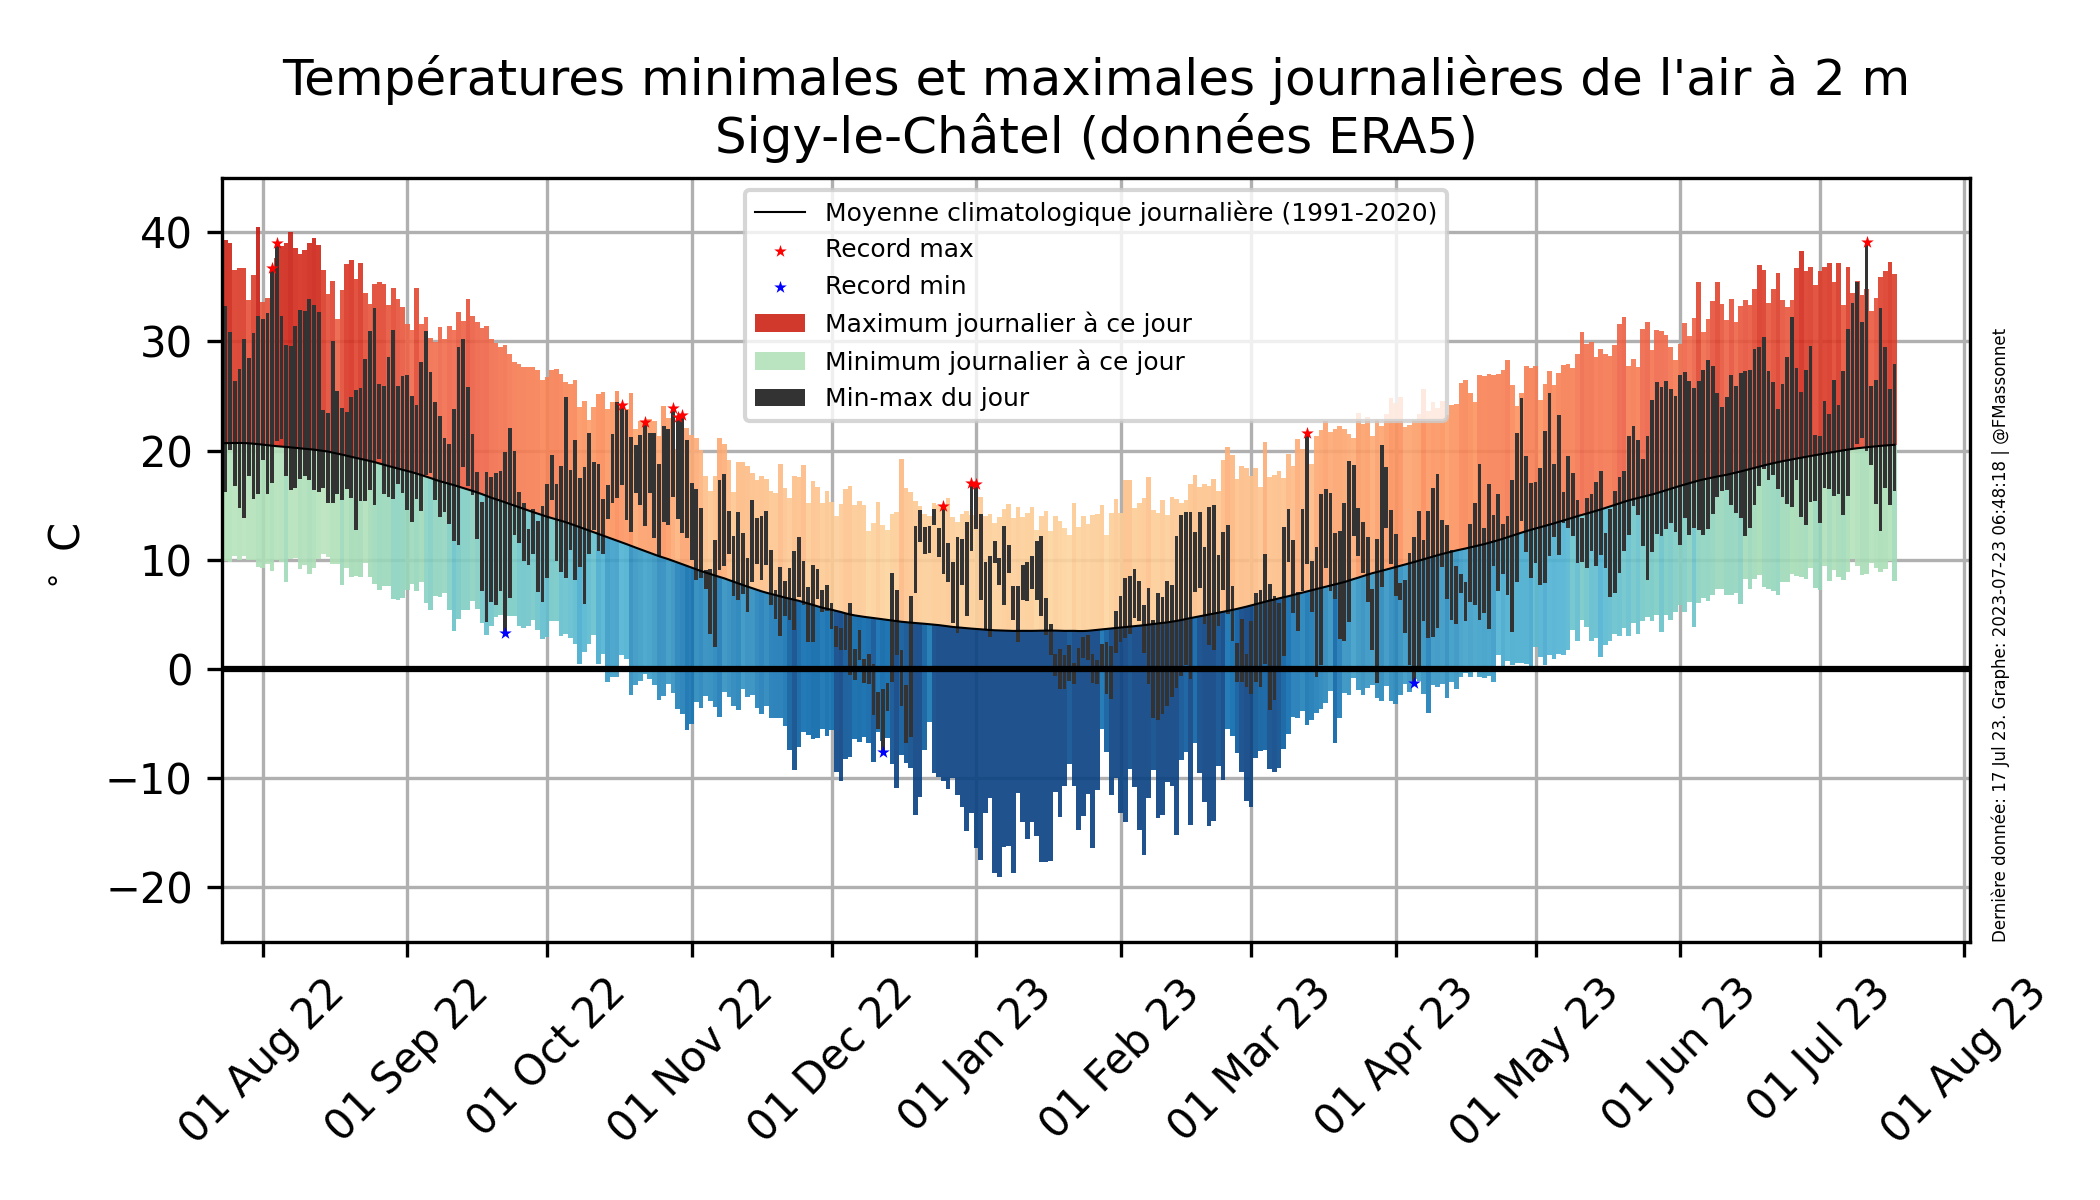 Températures minimales et maximales journalières de l'air à 2 m
Sigy-le-Châtel (données ERA5)
° C
40
30
20
10
0
−10
−20
Moyenne climatologique journalière (1991-2020)
Record max
Record min
Maximum journalier à ce jour
Minimum journalier à ce jour
Min-max du jour
01 Aug 22
01 Sep 22
01 Oct 22
01 Nov 22
01 Dec 22
01 Jan 23
01 Feb 23
01 Mar 23
01 Apr 23
01 May 23
01 Jun 23
01 Jul 23
01 Aug 23
Dernière donnée: 17 Jul 23. Graphe: 2023-07-23 06:48:18 | @FMassonnet